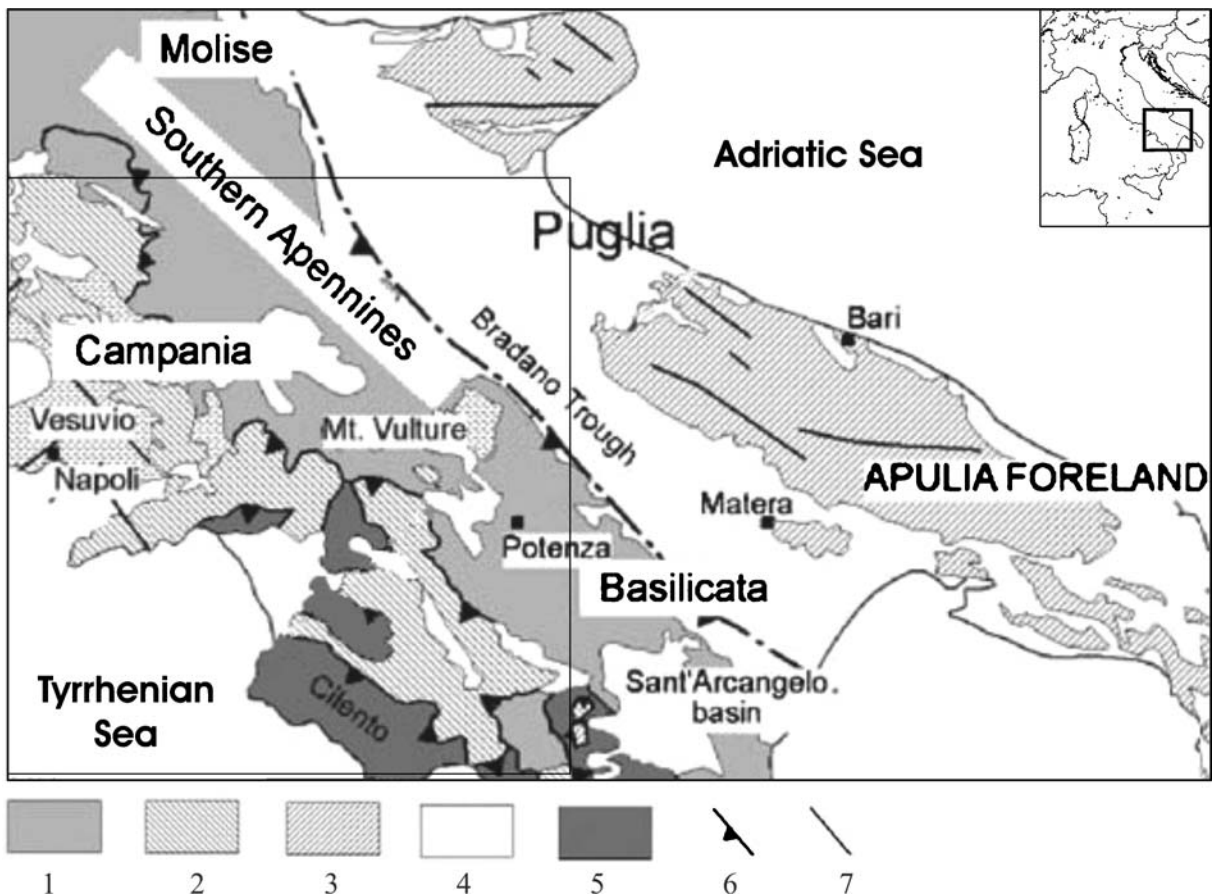 Molise
Southern Apennines
Adriatic Sea
Puglia
Campania
Bradano Trough
Bari
Vesuvio
Mt. Vulture
Napoli
APULIA FORELAND
Matera
Potenza
Basilicata
Tyrrhenian
Sea
Cilento
Sant'Arcangelo
basin
1 2 3 4 5 6 7